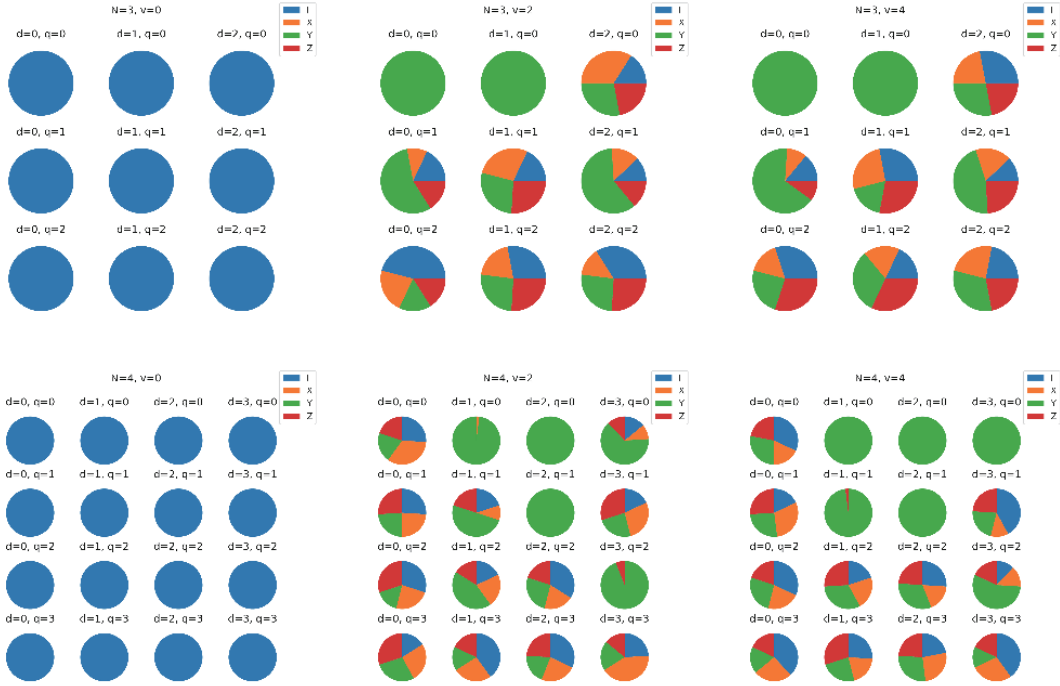 N=3, v=0
I
X
Y
Z
d=0, q=0 d=1, q=0 d=2, q=0
d=0, q=1 d=1, q=1 d=2, q=1
d=0, q=2 d=1, q=2 d=2, q=2
N=3, v=2
I
X
Y
Z
d=0, q=0 d=1, q=0 d=2, q=0
d=0, q=1 d=1, q=1 d=2, q=1
d=0, q=2 d=1, q=2 d=2, q=2
N=3, v=4
I
X
Y
Z
d=0, q=0 d=1, q=0 d=2, q=0
d=0, q=1 d=1, q=1 d=2, q=1
d=0, q=2 d=1, q=2 d=2, q=2
N=4, v=0
I
X
Y
Z
d=0, q=0 d=1, q=0 d=2, q=0 d=3, q=0
d=0, q=1 d=1, q=1 d=2, q=1 d=3, q=1
d=0, q=2 d=1, q=2 d=2, q=2 d=3, q=2
d=0, q=3 d=1, q=3 d=2, q=3 d=3, q=3
N=4, v=2
I
X
Y
Z
d=0, q=0 d=1, q=0 d=2, q=0 d=3, q=0
d=0, q=1 d=1, q=1 d=2, q=1 d=3, q=1
d=0, q=2 d=1, q=2 d=2, q=2 d=3, q=2
d=0, q=3 d=1, q=3 d=2, q=3 d=3, q=3
N=4, v=4
I
X
Y
Z
d=0, q=0 d=1, q=0 d=2, q=0 d=3, q=0
d=0, q=1 d=1, q=1 d=2, q=1 d=3, q=1
d=0, q=2 d=1, q=2 d=2, q=2 d=3, q=2
d=0, q=3 d=1, q=3 d=2, q=3 d=3, q=3